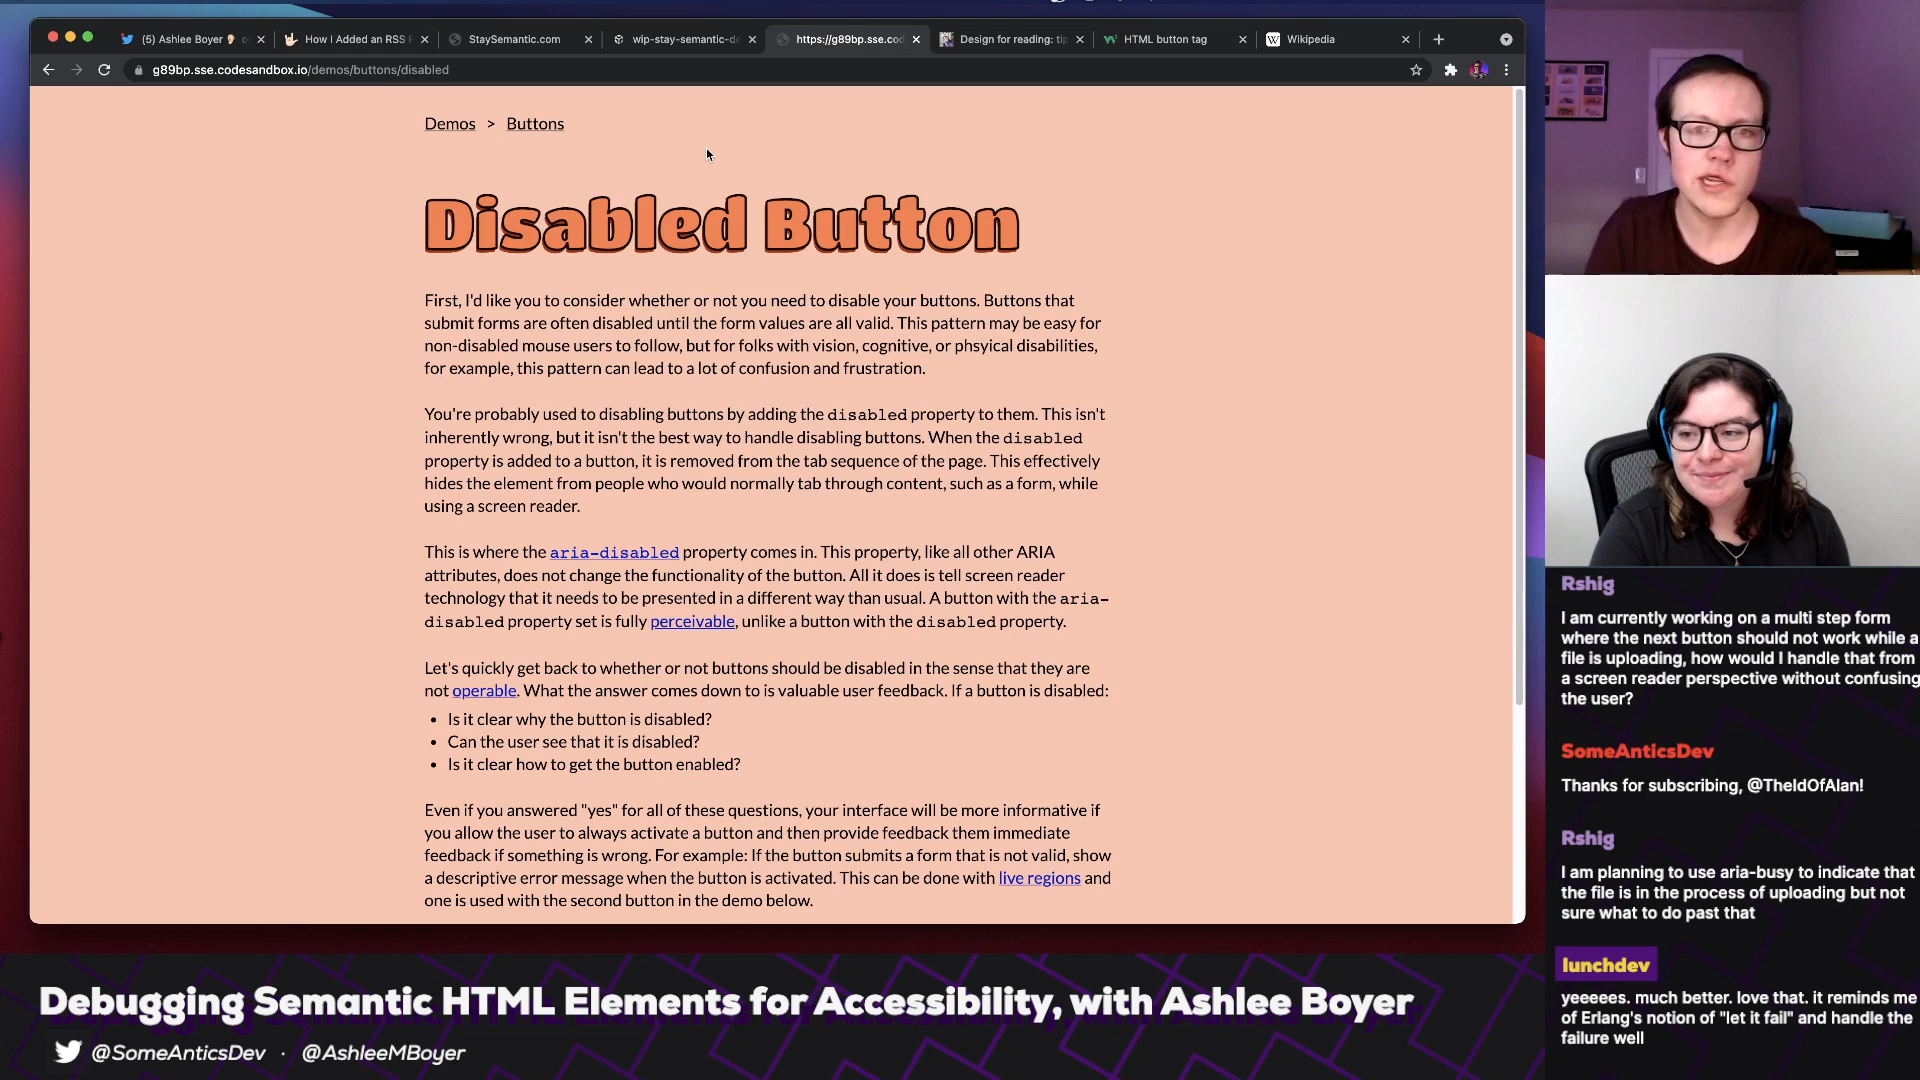 (5) Ashlee Boyer
How I Added an RSS F
StaySemantic.com
wip-stay-semantic-do
https://g89bp.sse.cod
Design for reading: tip
HTML button tag
Wikipedia
g89bp.sse.codesandbox.io/demos/buttons/disabled
Demos > Buttons
Disabled Button
First, I'd like you to consider whether or not you need to disable your buttons. Buttons that
submit forms are often disabled until the form values are all valid. This pattern may be easy for
non-disabled mouse users to follow, but for folks with vision, cognitive, or phsyical disabilities,
for example, this pattern can lead to a lot of confusion and frustration.
You're probably used to disabling buttons by adding the disabled property to them. This isn't
inherently wrong, but it isn't the best way to handle disabling buttons. When the disabled
property is added to a button, it is removed from the tab sequence of the page. This effectively
hides the element from people who would normally tab through content, such as a form, while
using a screen reader.
This is where the aria-disabled property comes in. This property, like all other ARIA
attributes, does not change the functionality of the button. All it does is tell screen reader
technology that it needs to be presented in a different way than usual. A button with the aria-
disabled property set is fully perceivable, unlike a button with the disabled property.
Let's quickly get back to whether or not buttons should be disabled in the sense that they are
not operable. What the answer comes down to is valuable user feedback. If a button is disabled:
• Is it clear why the button is disabled?
• Can the user see that it is disabled?
• Is it clear how to get the button enabled?
Even if you answered "yes" for all of these questions, your interface will be more informative if
you allow the user to always activate a button and then provide feedback them immediate
feedback if something is wrong. For example: If the button submits a form that is not valid, show
a descriptive error message when the button is activated. This can be done with live regions and
one is used with the second button in the demo below.
Rshig
I am currently working on a multi step form
where the next button should not work while a
file is uploading, how would I handle that from
a screen reader perspective without confusing
the user?
SomeAnticsDev
Thanks for subscribing, @TheIdOfAlan!
Rshig
I am planning to use aria-busy to indicate that
the file is in the process of uploading but not
sure what to do past that
lunchdev
yeeeees. much better. love that. it reminds me
of Erlang's notion of "let it fail" and handle the
failure well
Debugging Semantic HTML Elements for Accessibility, with Ashlee Boyer
@SomeAnticsDev · @AshleeMBoyer